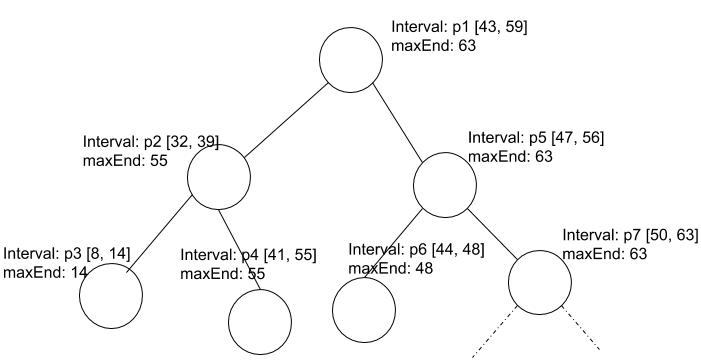 Interval: p1 [43, 59]
maxEnd: 63
Interval: p2 [32, 39]
maxEnd: 55
Interval: p5 [47, 56]
maxEnd: 63
Interval: p3 [8, 14]
maxEnd: 14
Interval: p4 [41, 55]
maxEnd: 55
Interval: p6 [44, 48]
maxEnd: 48
Interval: p7 [50, 63]
maxEnd: 63